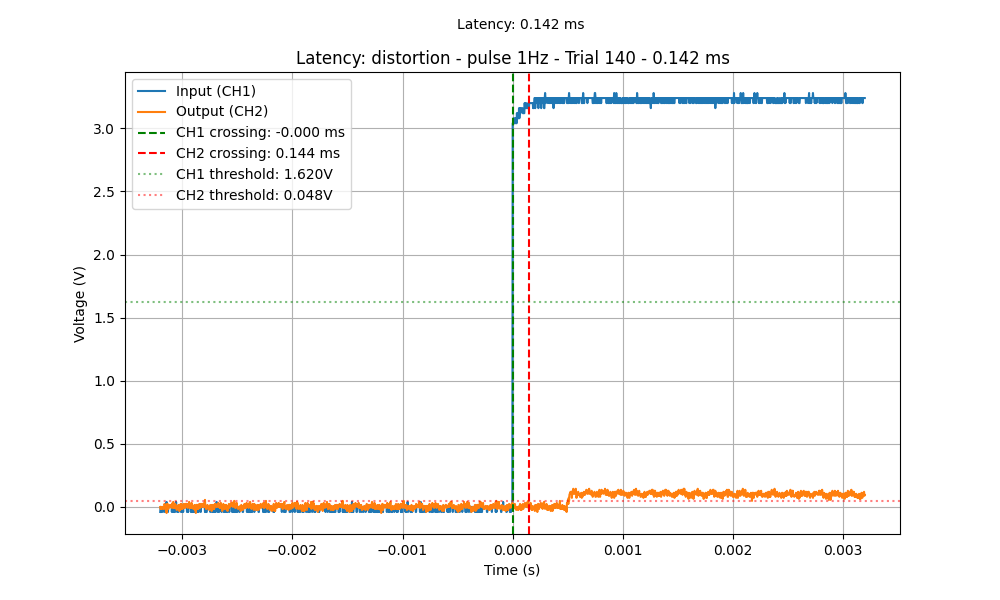 Latency: 0.142 ms
Latency: distortion - pulse 1Hz - Trial 140 - 0.142 ms
Input (CH1)
Output (CH2)
CH1 crossing: -0.000 ms
CH2 crossing: 0.144 ms
CH1 threshold: 1.620V
CH2 threshold: 0.048V
Voltage (V)
3.0
2.5
2.0
1.5
1.0
0.5
0.0
−0.003 −0.002 −0.001 0.000 0.001 0.002 0.003
Time (s)